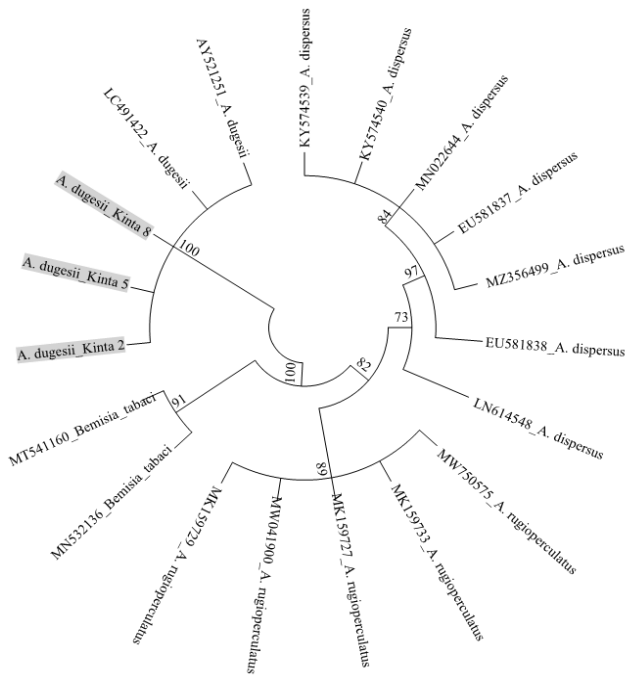 KY574539_A. dispersus
KY574540_A. dispersus
MN022644_A. dispersus
EU581837_A. dispersus
MZ356499_A. dispersus
EU581838_A. dispersus
LN614548_A. dispersus
MW750575_A. rugioperculatus
MK159733_A. rugioperculatus
MK159727_A. rugioperculatus
MW041900_A. rugioperculatus
MK159729_A. rugioperculatus
MN532136_Bemisia_tabaci
MT541160_Bemisia_tabaci
A. dugesii_Kinta 2
A. dugesii_Kinta 5
A. dugesii_Kinta 8
LC491422_A. dugesii
AY521251_A. dugesii
84
97
73
82
100
100
91
89